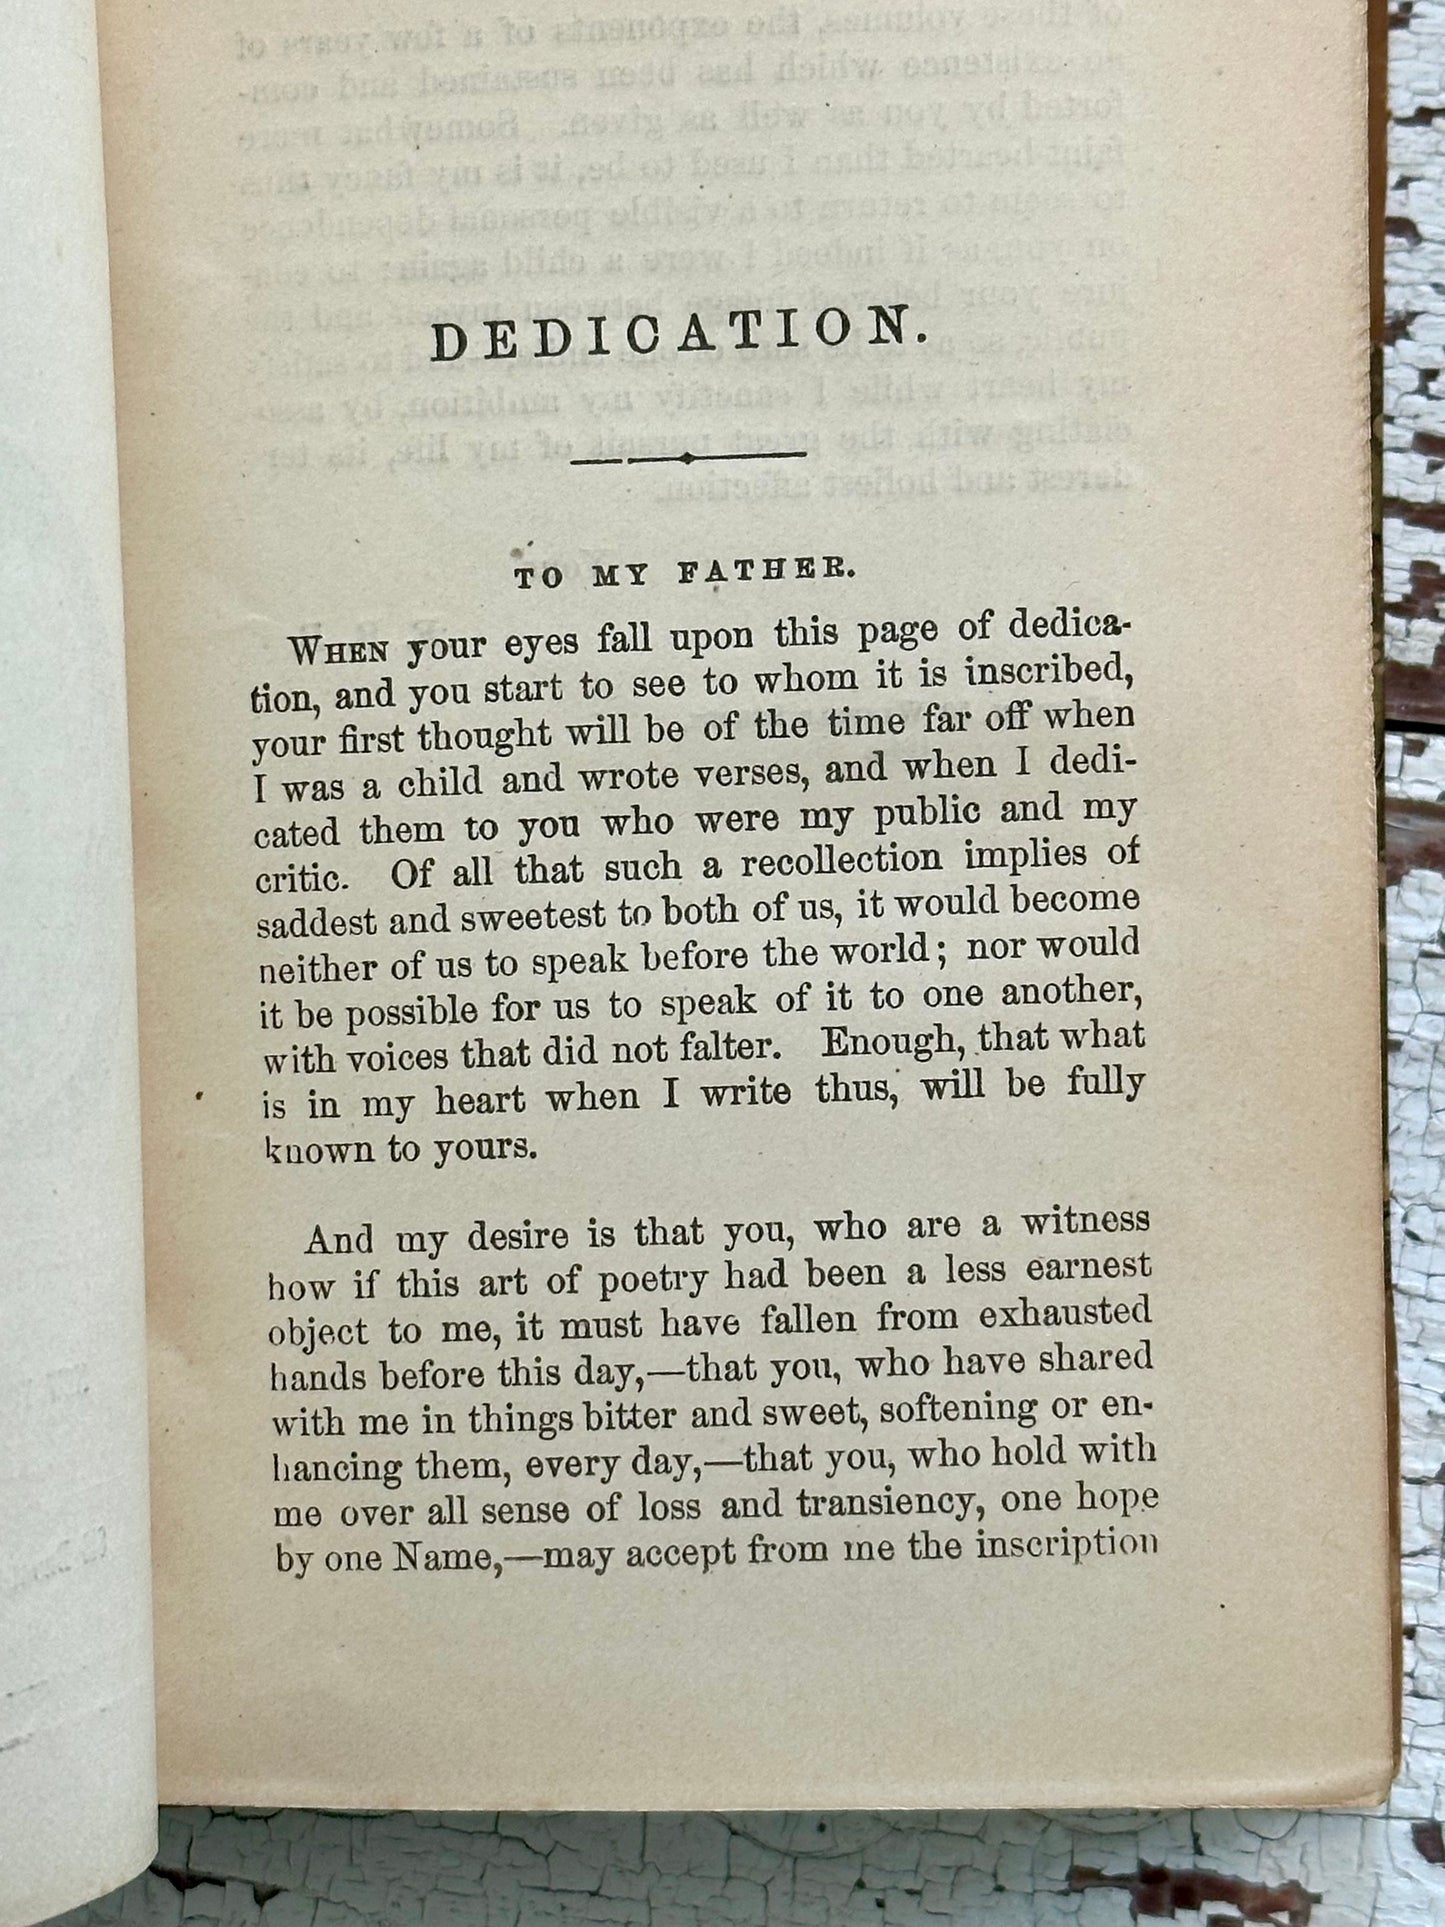 DEDICATION.
TO MY FATHER.
WHEN your eyes fall upon this page of dedica-
tion, and you start to see to whom it is inscribed,
your first thought will be of the time far off when
I was a child and wrote verses, and when I dedi-
cated them to you who were my public and my
critic. Of all that such a recollection implies of
saddest and sweetest to both of us, it would become
neither of us to speak before the world; nor would
it be possible for us to speak of it to one another,
with voices that did not falter. Enough, that what
is in my heart when I write thus, will be fully
known to yours.
And my desire is that you, who are a witness
how if this art of poetry had been a less earnest
object to me, it must have fallen from exhausted
hands before this day,—that you, who have shared
with me in things bitter and sweet, softening or en-
hancing them, every day,—that you, who hold with
me over all sense of loss and transiency, one hope
by one Name,—may accept from me the inscription